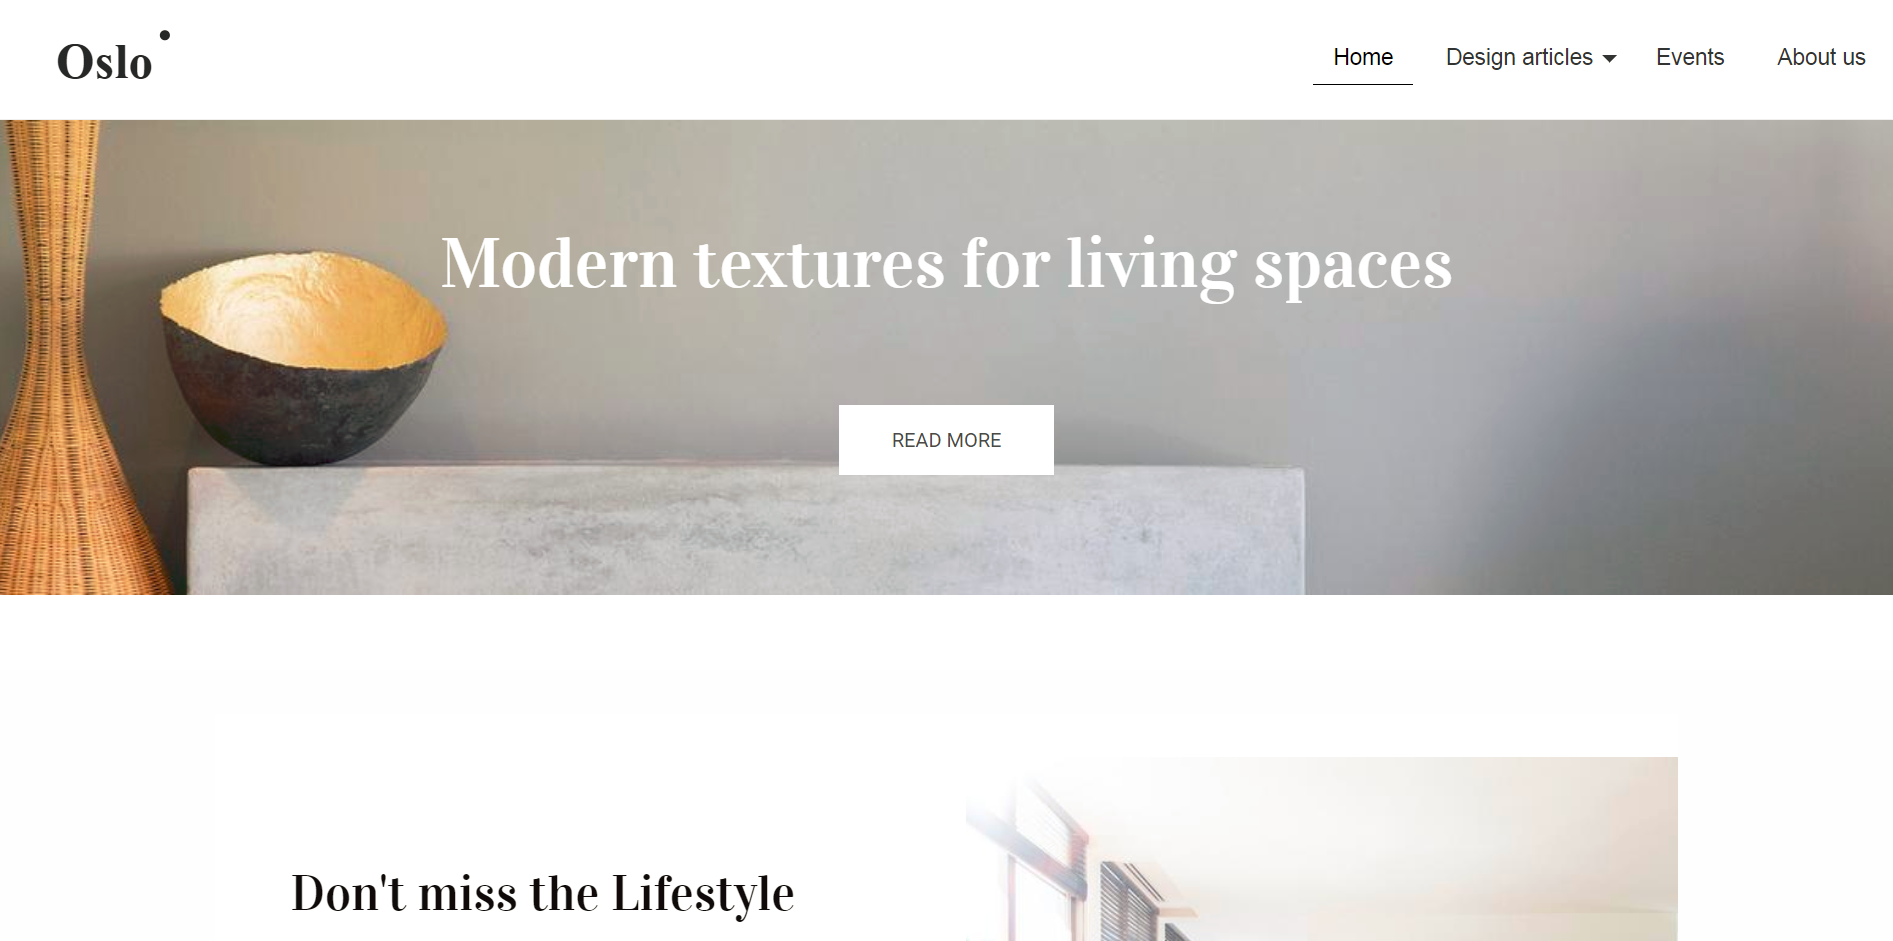 Oslo
Home
Design articles
Events
About us
Modern textures for living spaces
READ MORE
Don't miss the Lifestyle